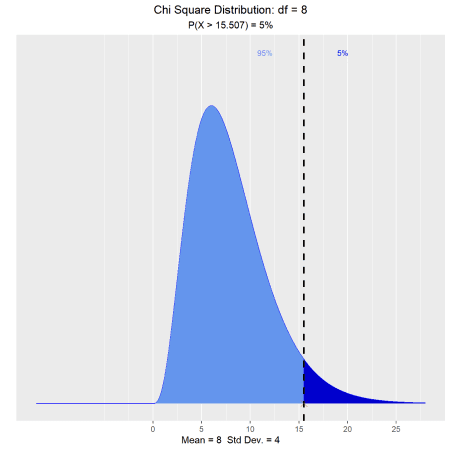 Chi Square Distribution: df = 8
P(X > 15.507) = 5%
95% 5%
0 5 10 15 20 25
Mean = 8 Std Dev. = 4